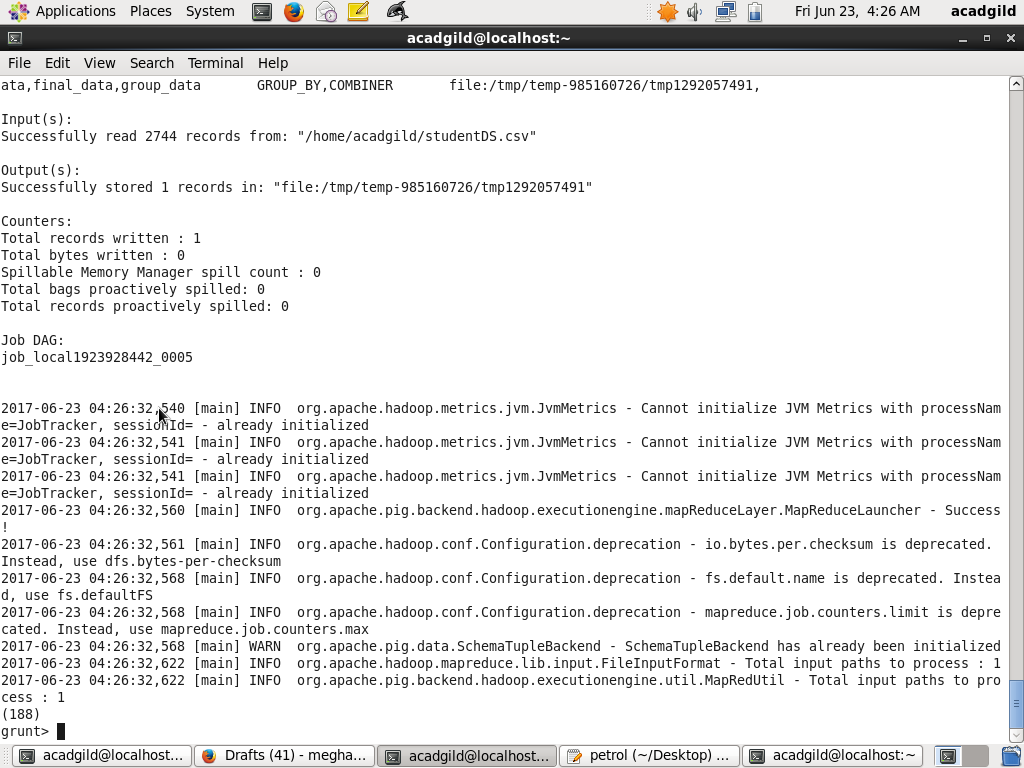 Applications Places System Fri Jun 23, 4:26 AM acadgild
acadgild@localhost:~
File Edit View Search Terminal Help
ata,final_data,group_data GROUP_BY,COMBINER file:/tmp/temp-985160726/tmp1292057491,
Input(s):
Successfully read 2744 records from: "/home/acadgild/studentDS.csv"
Output(s):
Successfully stored 1 records in: "file:/tmp/temp-985160726/tmp1292057491"
Counters:
Total records written : 1
Total bytes written : 0
Spillable Memory Manager spill count : 0
Total bags proactively spilled: 0
Total records proactively spilled: 0
Job DAG:
job_local1923928442_0005
2017-06-23 04:26:32,540 [main] INFO org.apache.hadoop.metrics.jvm.JvmMetrics - Cannot initialize JVM Metrics with processNam
e=JobTracker, sessionId= - already initialized
2017-06-23 04:26:32,541 [main] INFO org.apache.hadoop.metrics.jvm.JvmMetrics - Cannot initialize JVM Metrics with processNam
e=JobTracker, sessionId= - already initialized
2017-06-23 04:26:32,541 [main] INFO org.apache.hadoop.metrics.jvm.JvmMetrics - Cannot initialize JVM Metrics with processNam
e=JobTracker, sessionId= - already initialized
2017-06-23 04:26:32,560 [main] INFO org.apache.pig.backend.hadoop.executionengine.mapReduceLayer.MapReduceLauncher - Success
!
2017-06-23 04:26:32,561 [main] INFO org.apache.hadoop.conf.Configuration.deprecation - io.bytes.per.checksum is deprecated.
Instead, use dfs.bytes-per-checksum
2017-06-23 04:26:32,568 [main] INFO org.apache.hadoop.conf.Configuration.deprecation - fs.default.name is deprecated. Instea
d, use fs.defaultFS
2017-06-23 04:26:32,568 [main] INFO org.apache.hadoop.conf.Configuration.deprecation - mapreduce.job.counters.limit is depre
cated. Instead, use mapreduce.job.counters.max
2017-06-23 04:26:32,568 [main] WARN org.apache.pig.data.SchemaTupleBackend - SchemaTupleBackend has already been initialized
2017-06-23 04:26:32,622 [main] INFO org.apache.hadoop.mapreduce.lib.input.FileInputFormat - Total input paths to process : 1
2017-06-23 04:26:32,622 [main] INFO org.apache.pig.backend.hadoop.executionengine.util.MapRedUtil - Total input paths to pro
cess : 1
(188)
grunt>
acadgild@localhost... Drafts (41) - megha... acadgild@localhost... petrol (~/Desktop) ... acadgild@localhost:~